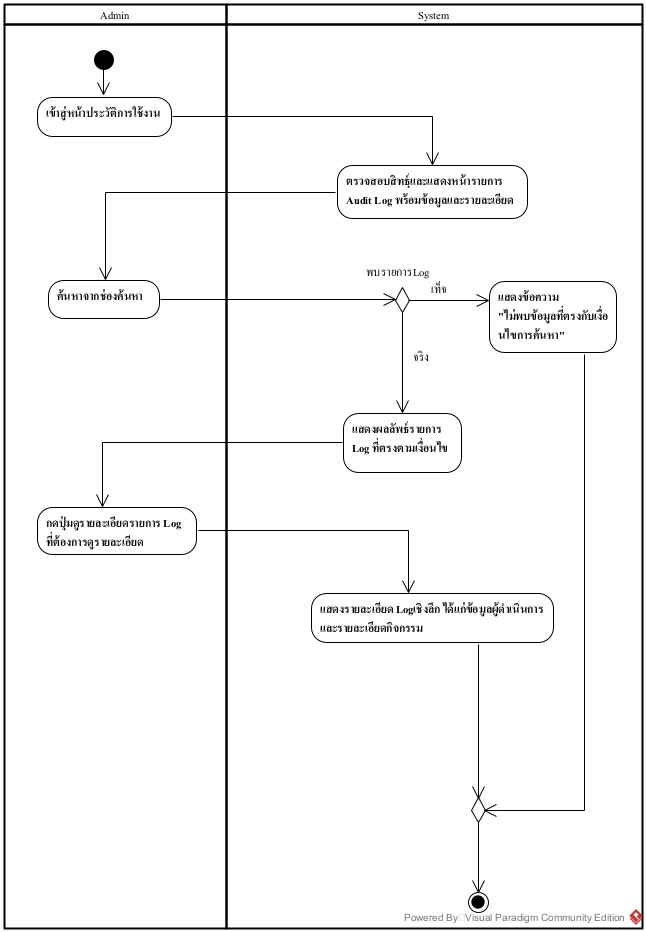 Admin
System
เข้าสู่หน้าประวัติการใช้งาน
ตรวจสอบสิทธุ์และแสดงหน้ารายการ
Audit Log พร้อมข้อมูลและรายละเอียด
ค้นหาจากช่องค้นหา
พบรายการ Log
เท็จ
แสดงข้อความ
"ไม่พบข้อมูลที่ตรงกับเงื่อ
นไขการค้นหา"
จริง
แสดงผลลัพธ์รายการ
Log ที่ตรงตามเงื่อนไข
กดปุ่มดูรายละเอียดรายการ Log
ที่ต้องการดูรายละเอียด
แสดงรายละเอียด Logเชิงลึก ได้แก่ข้อมูลผู้ดำเนินการ
และรายละเอียดกิจกรรม
Powered By Visual Paradigm Community Edition